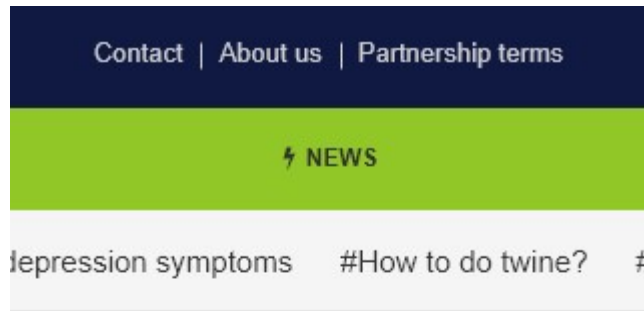 Contact | About us | Partnership terms
NEWS
depression symptoms #How to do twine? #